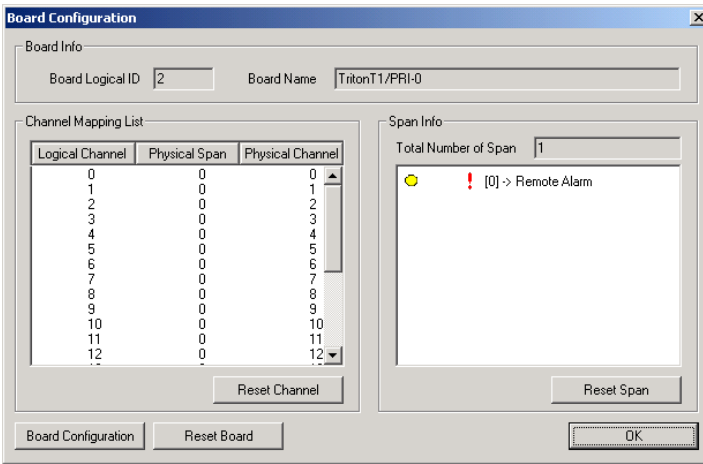 Board Configuration
Board Info
Board Logical ID 2 Board Name TritonT1/PRI-0
Channel Mapping List
Logical Channel Physical Span Physical Channel
0 0 0
1 0 1
2 0 2
3 0 3
4 0 4
5 0 5
6 0 6
7 0 7
8 0 8
9 0 9
10 0 10
11 0 11
12 0 12
Reset Channel
Span Info
Total Number of Span 1
[0] -> Remote Alarm
Reset Span
Board Configuration Reset Board OK